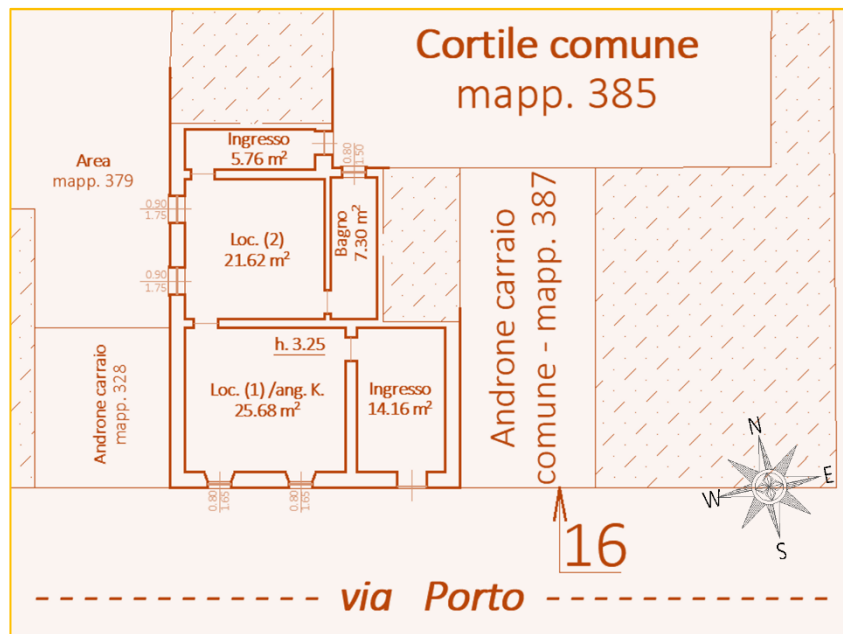 Cortile comune
mapp. 385
Ingresso
5.76 m²
0.80
1.50
Area
mapp. 379
0.90
1.75
Loc. (2)
21.62 m²
Bagno
7.30 m²
Androne carraio
comune - mapp. 387
0.90
1.75
h. 3.25
Androne carraio
mapp. 328
Loc. (1) /ang. K.
25.68 m²
Ingresso
14.16 m²
0.80
1.65
0.80
1.65
N
E
W
S
16
via Porto